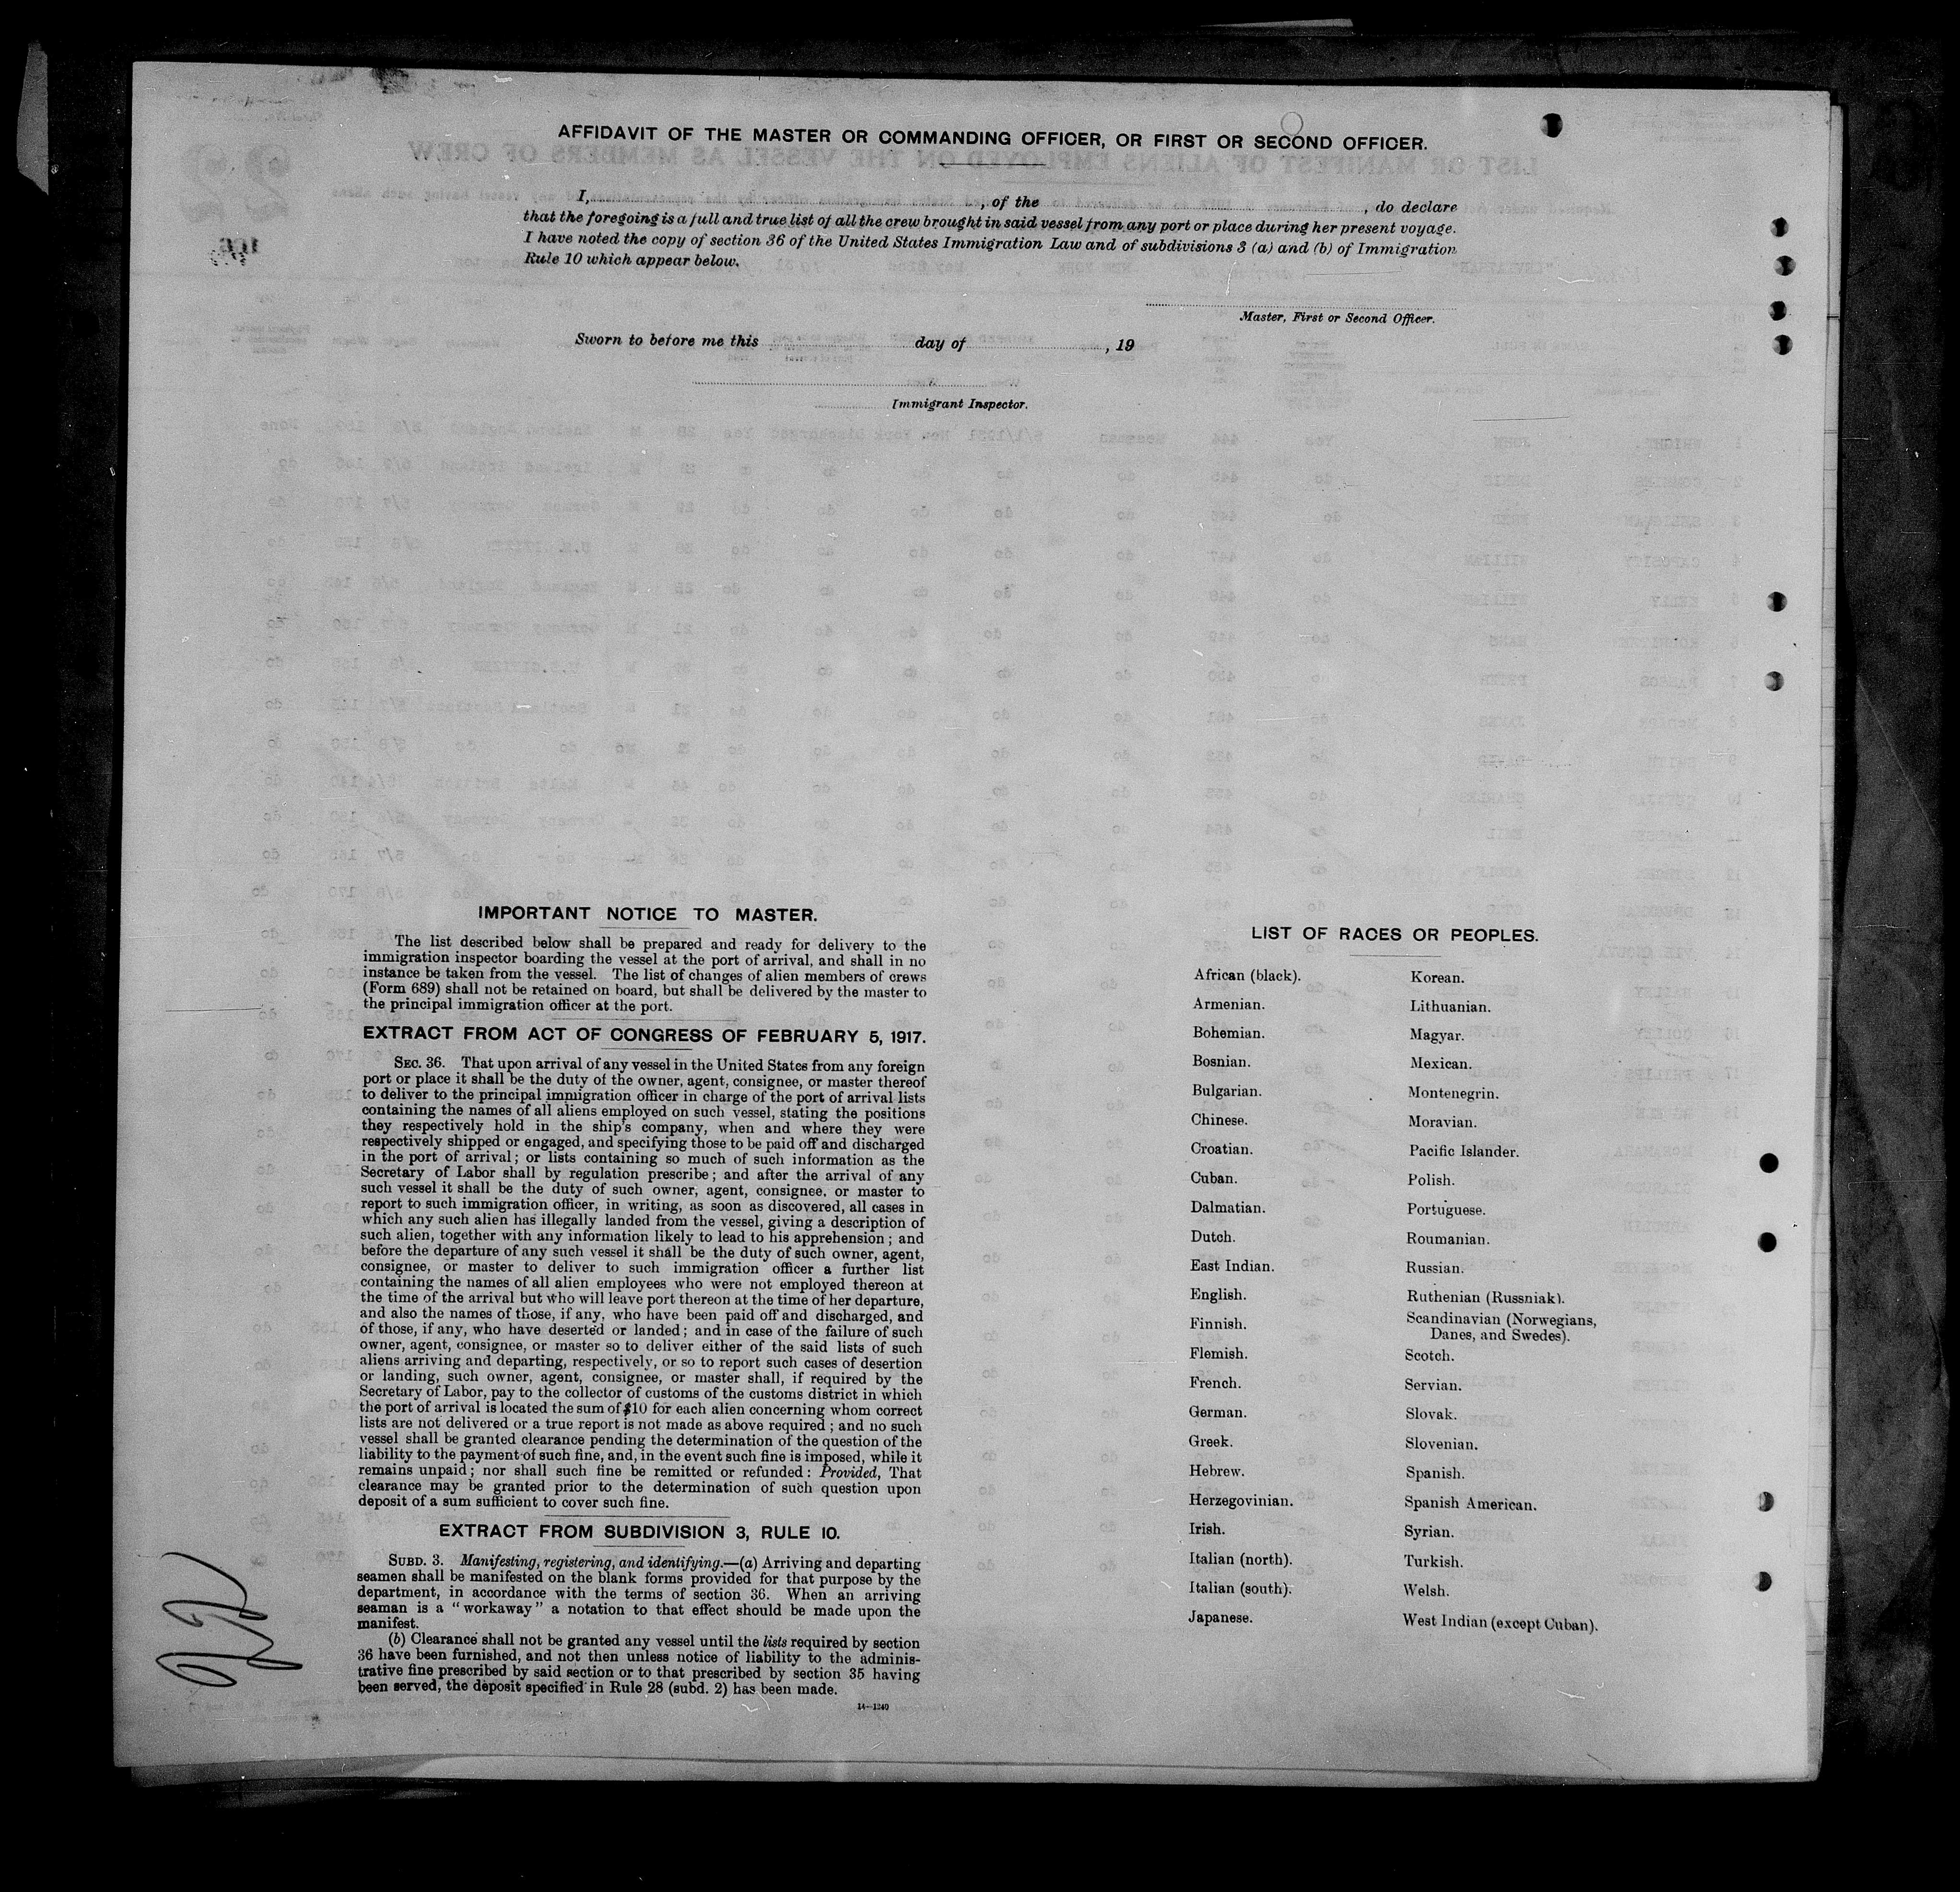 AFFIDAVIT OF THE MASTER OR COMMANDING OFFICER, OR FIRST OR SECOND OFFICER.
I, , of the , do declare
that the foregoing is a full and true list of all the crew brought in said vessel from any port or place during her present voyage.
I have noted the copy of section 36 of the United States Immigration Law and of subdivisions 3 (a) and (b) of Immigration
Rule 10 which appear below.
Master, First or Second Officer.
Sworn to before me this day of , 19
Immigrant Inspector.
IMPORTANT NOTICE TO MASTER.
The list described below shall be prepared and ready for delivery to the
immigration inspector boarding the vessel at the port of arrival, and shall in no
instance be taken from the vessel. The list of changes of alien members of crews
(Form 689) shall not be retained on board, but shall be delivered by the master to
the principal immigration officer at the port.
EXTRACT FROM ACT OF CONGRESS OF FEBRUARY 5, 1917.
SEC. 36. That upon arrival of any vessel in the United States from any foreign
port or place it shall be the duty of the owner, agent, consignee, or master thereof
to deliver to the principal immigration officer in charge of the port of arrival lists
containing the names of all aliens employed on such vessel, stating the positions
they respectively hold in the ship's company, when and where they were
respectively shipped or engaged, and specifying those to be paid off and discharged
in the port of arrival; or lists containing so much of such information as the
Secretary of Labor shall by regulation prescribe; and after the arrival of any
such vessel it shall be the duty of such owner, agent, consignee, or master to
report to such immigration officer, in writing, as soon as discovered, all cases in
which any such alien has illegally landed from the vessel, giving a description of
such alien, together with any information likely to lead to his apprehension; and
before the departure of any such vessel it shall be the duty of such owner, agent,
consignee, or master to deliver to such immigration officer a further list
containing the names of all alien employees who were not employed thereon at
the time of the arrival but who will leave port thereon at the time of her departure,
and also the names of those, if any, who have been paid off and discharged, and
of those, if any, who have deserted or landed; and in case of the failure of such
owner, agent, consignee, or master so to deliver either of the said lists of such
aliens arriving and departing, respectively, or so to report such cases of desertion
or landing, such owner, agent, consignee, or master shall, if required by the
Secretary of Labor, pay to the collector of customs of the customs district in which
the port of arrival is located the sum of $10 for each alien concerning whom correct
lists are not delivered or a true report is not made as above required; and no such
vessel shall be granted clearance pending the determination of the question of the
liability to the payment of such fine, and, in the event such fine is imposed, while it
remains unpaid; nor shall such fine be remitted or refunded: Provided, That
clearance may be granted prior to the determination of such question upon
deposit of a sum sufficient to cover such fine.
EXTRACT FROM SUBDIVISION 3, RULE 10.
SUBD. 3. Manifesting, registering, and identifying.—(a) Arriving and departing
seamen shall be manifested on the blank forms provided for that purpose by the
department, in accordance with the terms of section 36. When an arriving
seaman is a "workaway" a notation to that effect should be made upon the
manifest.
(b) Clearance shall not be granted any vessel until the lists required by section
36 have been furnished, and not then unless notice of liability to the adminis-
trative fine prescribed by said section or to that prescribed by section 35 having
been served, the deposit specified in Rule 28 (subd. 2) has been made.
14—1240
LIST OF RACES OR PEOPLES.
African (black).
Armenian.
Bohemian.
Bosnian.
Bulgarian.
Chinese.
Croatian.
Cuban.
Dalmatian.
Dutch.
East Indian.
English.
Finnish.
Flemish.
French.
German.
Greek.
Hebrew.
Herzegovinian.
Irish.
Italian (north).
Italian (south).
Japanese.
Korean.
Lithuanian.
Magyar.
Mexican.
Montenegrin.
Moravian.
Pacific Islander.
Polish.
Portuguese.
Roumanian.
Russian.
Ruthenian (Russniak).
Scandinavian (Norwegians,
Danes, and Swedes).
Scotch.
Servian.
Slovak.
Slovenian.
Spanish.
Spanish American.
Syrian.
Turkish.
Welsh.
West Indian (except Cuban).